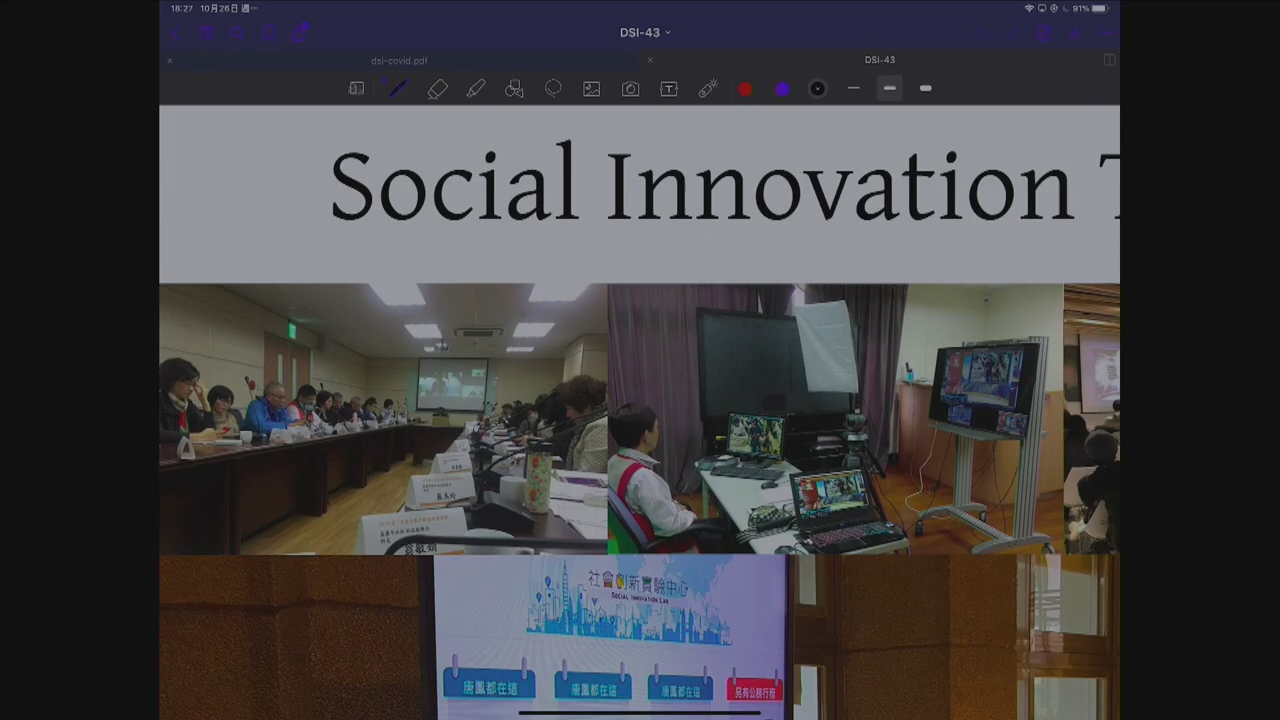 18:27 10月26日 週一
91%
DSI-43
dsi-covid.pdf
DSI-43
Social Innovation T
社會創新實驗中心
SOCIAL INNOVATION LAB
唐鳳都在這
唐鳳都在這
唐鳳都在這
另有公務行程